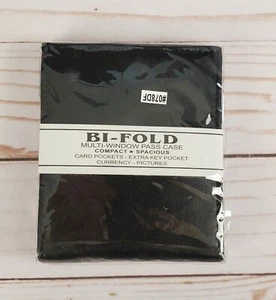 #078DF
BI-FOLD
MULTI-WINDOW PASS CASE
COMPACT ★ SPACIOUS
CARD POCKETS - EXTRA KEY POCKET
CURRENCY - PICTURES